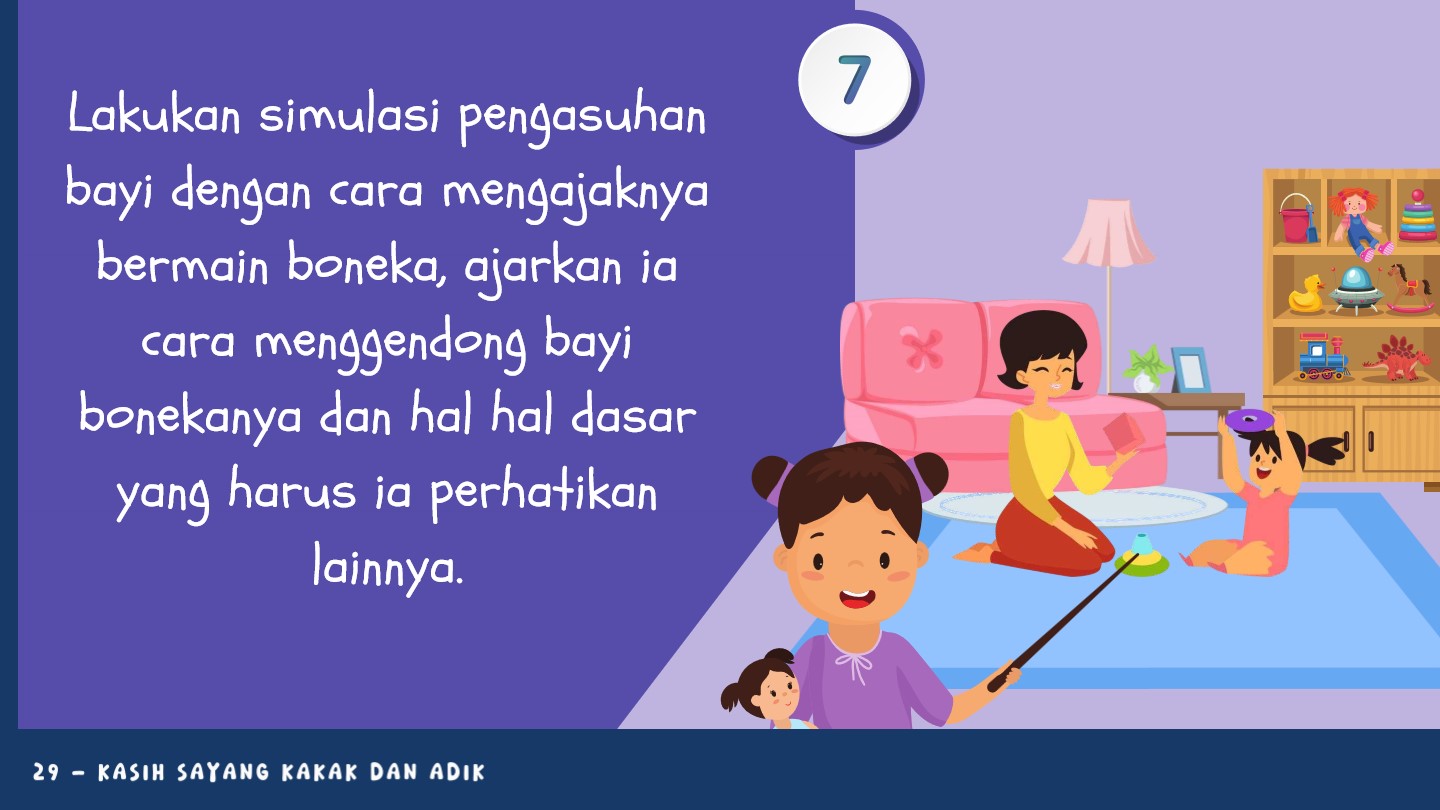 7
Lakukan simulasi pengasuhan
bayi dengan cara mengajaknya
bermain boneka, ajarkan ia
cara menggendong bayi
bonekanya dan hal hal dasar
yang harus ia perhatikan
lainnya.
29 - KASIH SAYANG KAKAK DAN ADIK